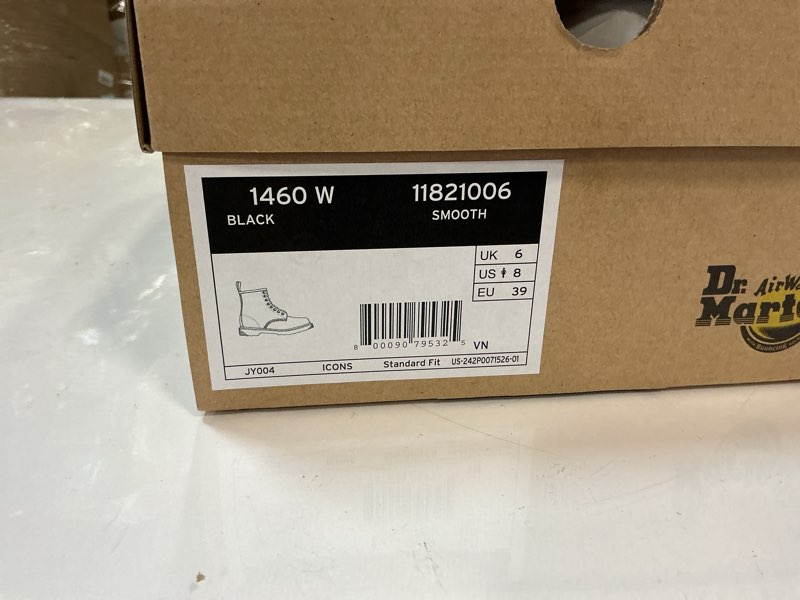 1460 W 11821006
BLACK SMOOTH
UK 6
US 8
EU 39
8 00090 79532 5 VN
JY004 ICONS Standard Fit US-242P0071526-01
Dr. AirWa
Marte
Bouncing